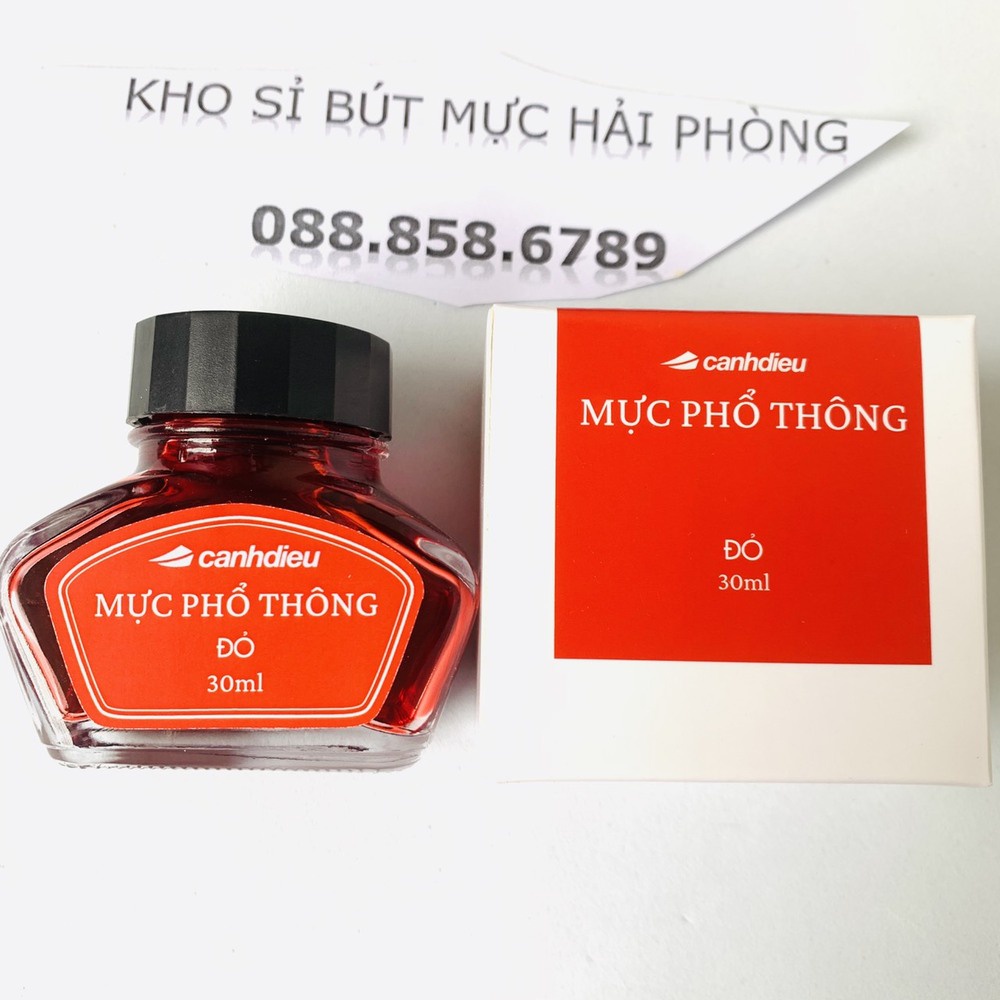 KHO SỈ BÚT MỰC HẢI PHÒNG
088.858.6789
canhdieu
MỰC PHỔ THÔNG
ĐỎ
30ml
canhdieu
MỰC PHỔ THÔNG
ĐỎ
30ml